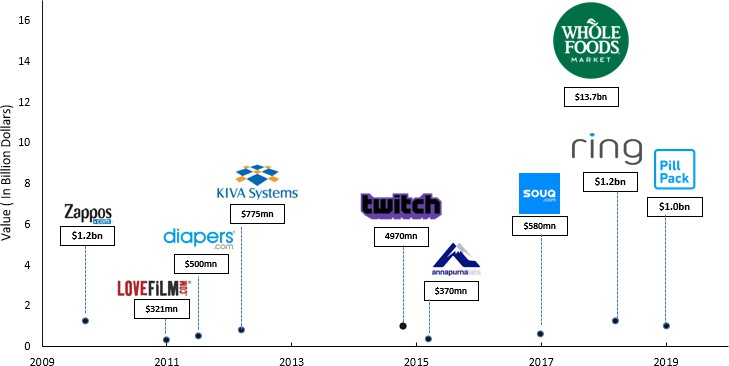 16
14
12
10
8
6
4
2
0
Value ( In Billion Dollars)
2009
2011
2013
2015
2017
2019
Zappos
.com
$1.2bn
LOVEFiLM.COM
$321mn
diapers®
.com
$500mn
KIVA Systems
$775mn
twitch
4970mn
annapurnalabs
$370mn
souq
.com
$580mn
WHOLE
FOODS
MARKET
$13.7bn
ring
$1.2bn
Pill
Pack
$1.0bn